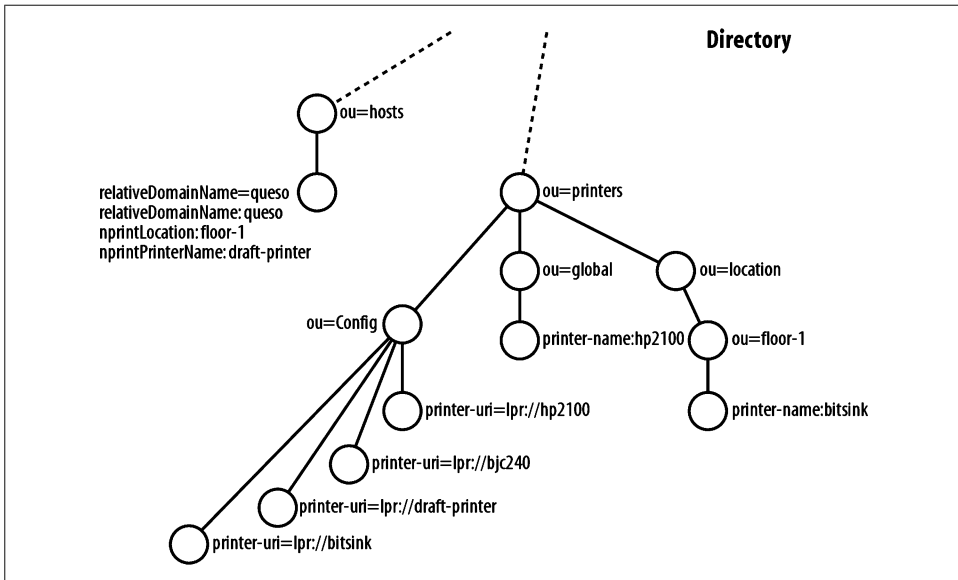 Directory
ou=hosts
relativeDomainName=queso
relativeDomainName: queso
nprintLocation: floor-1
nprintPrinterName: draft-printer
ou=printers
ou=global
ou=location
ou=Config
printer-name:hp2100
ou=floor-1
printer-uri=lpr://hp2100
printer-name:bitsink
printer-uri=lpr://bjc240
printer-uri=lpr://draft-printer
printer-uri=lpr://bitsink